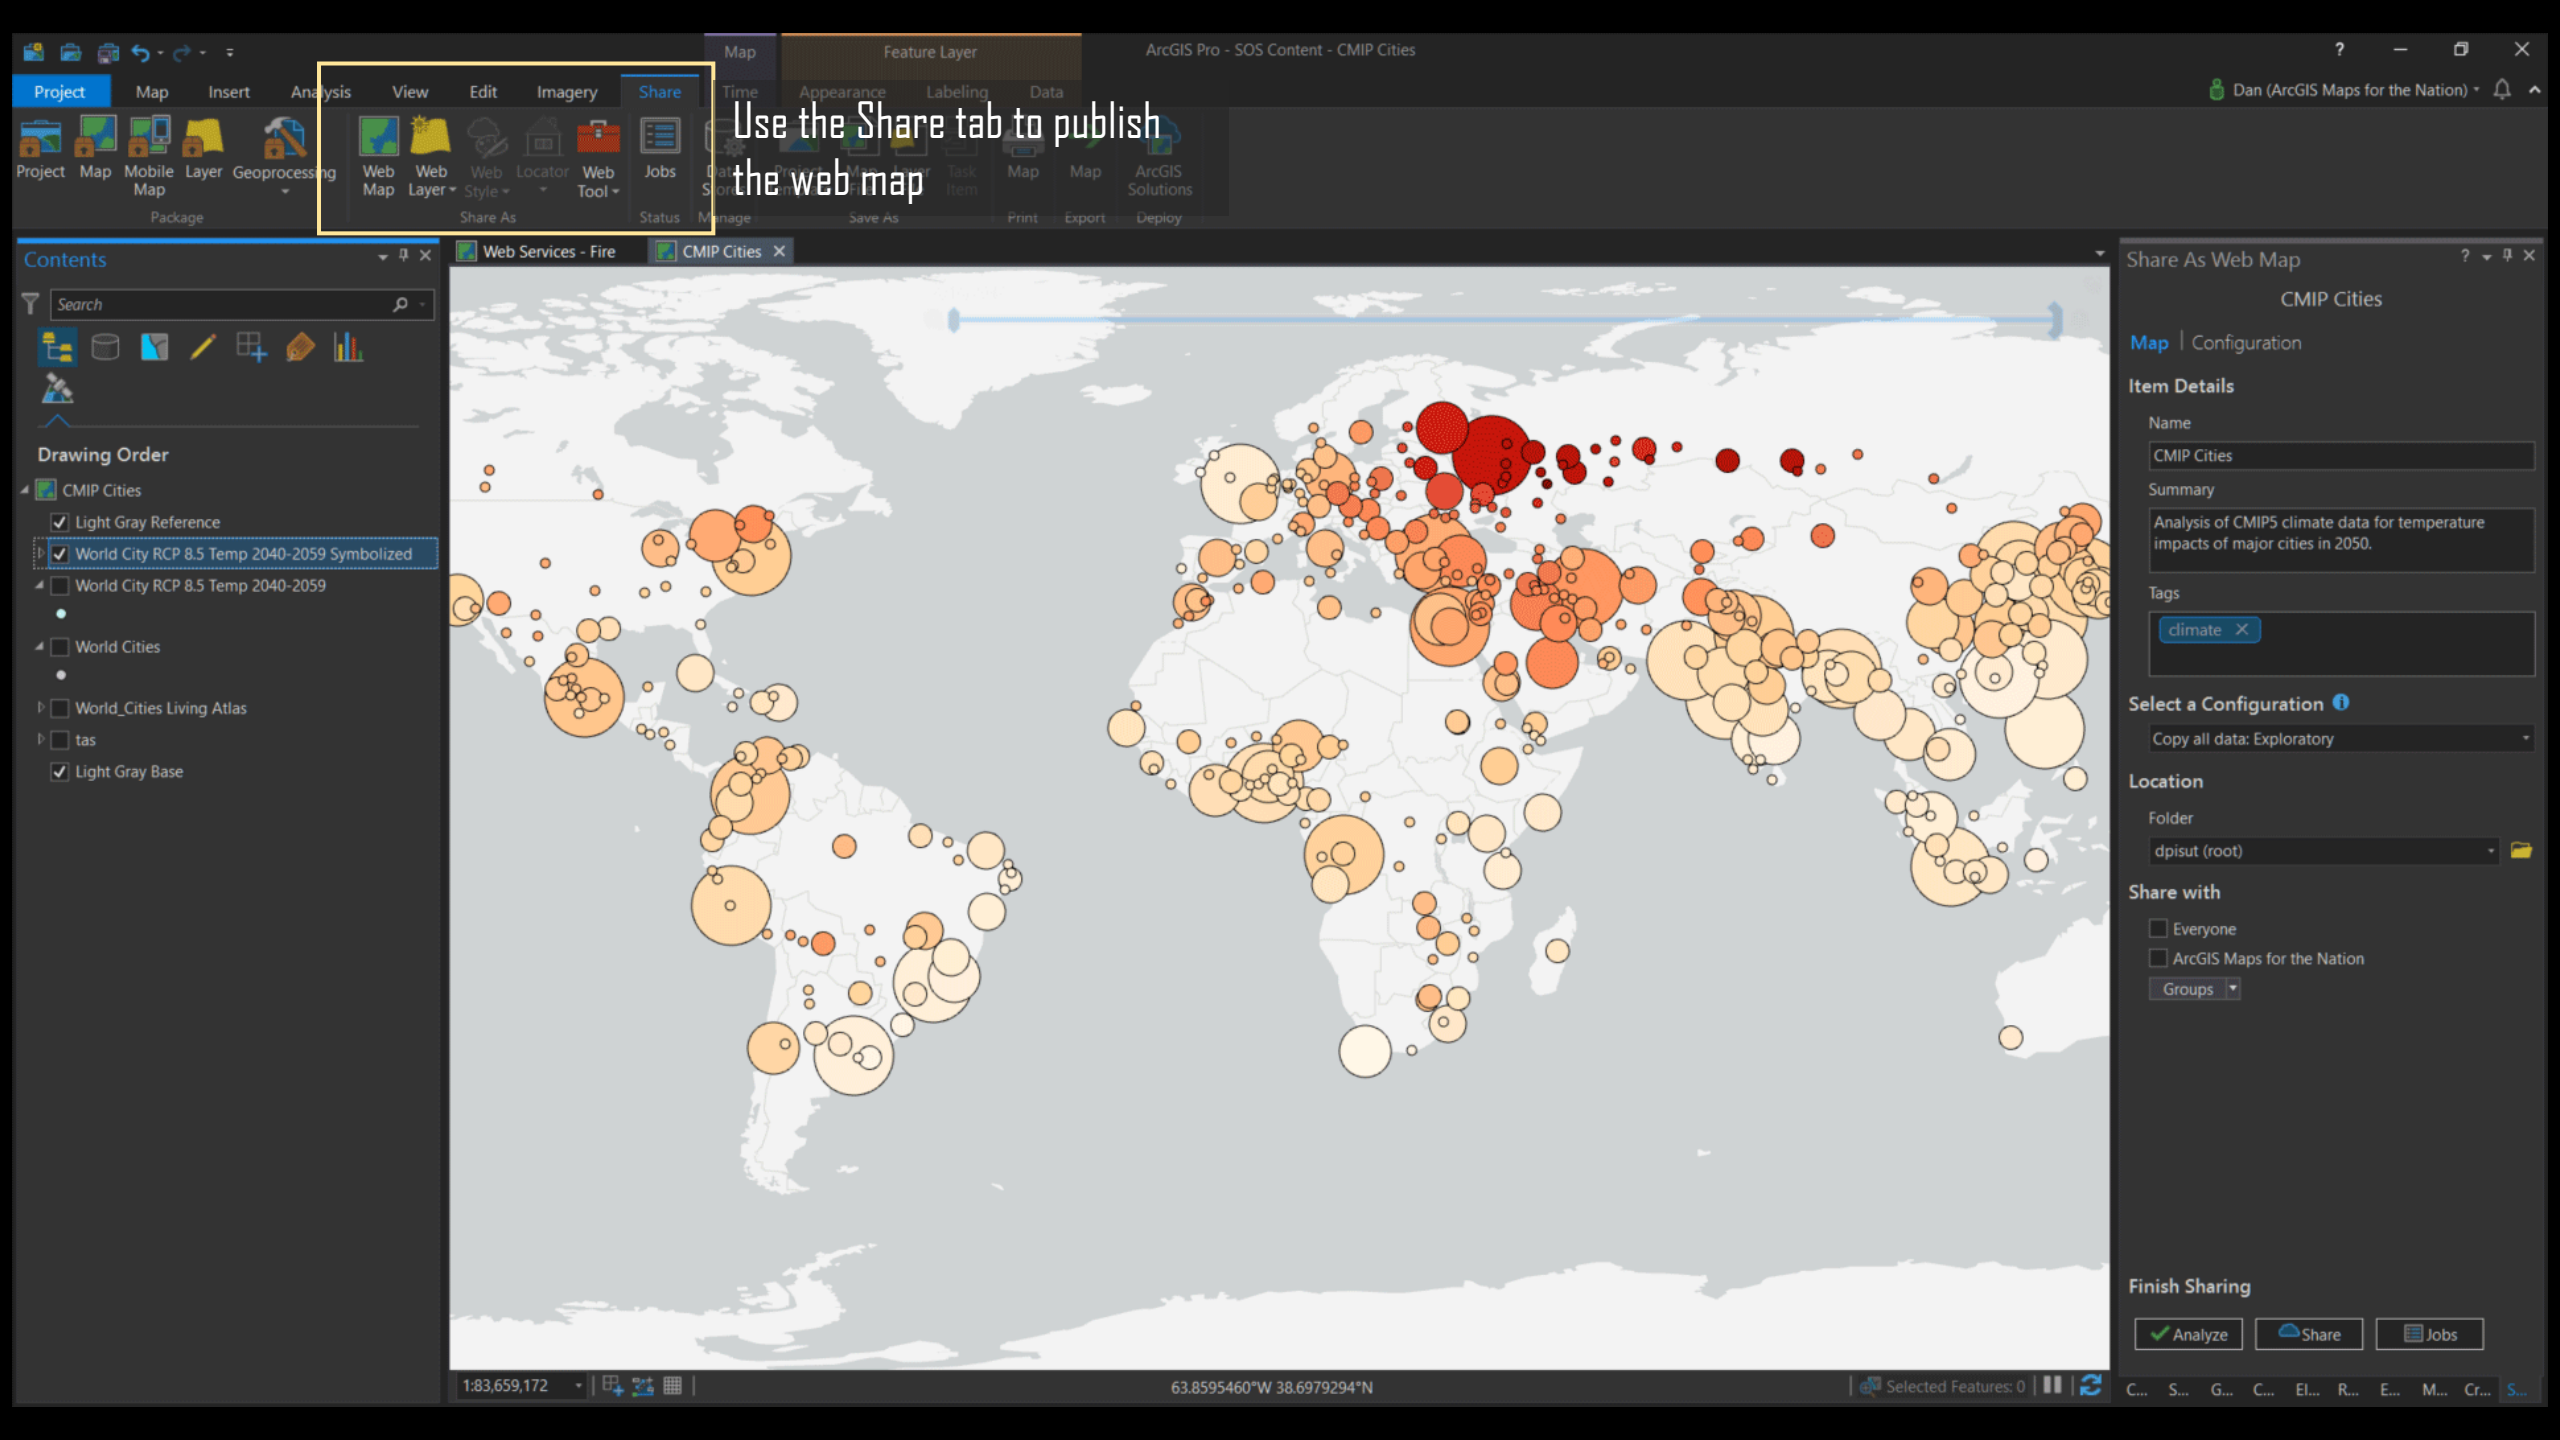 Map
Feature Layer
ArcGIS Pro - SOS Content - CMIP Cities
?
Project
Map
Insert
Analysis
View
Edit
Imagery
Share
Time
Appearance
Labeling
Data
Dan (ArcGIS Maps for the Nation)
Use the Share tab to publish
the web map
Project
Map
Mobile
Map
Layer
Geoprocessing
Web
Map
Web
Layer
Web
Style
Locator
Web
Tool
Jobs
Task
Item
Map
Map
ArcGIS
Solutions
Package
Share As
Status
Manage
Save As
Print
Export
Deploy
Contents
Search
Drawing Order
CMIP Cities
Light Gray Reference
World City RCP 8.5 Temp 2040-2059 Symbolized
World City RCP 8.5 Temp 2040-2059
World Cities
World_Cities Living Atlas
tas
Light Gray Base
Web Services - Fire
CMIP Cities
1:83,659,172
63.8595460°W 38.6979294°N
Selected Features: 0
Share As Web Map
?
CMIP Cities
Map | Configuration
Item Details
Name
CMIP Cities
Summary
Analysis of CMIP5 climate data for temperature
impacts of major cities in 2050.
Tags
climate
Select a Configuration
Copy all data: Exploratory
Location
Folder
dpisut (root)
Share with
Everyone
ArcGIS Maps for the Nation
Groups
Finish Sharing
Analyze
Share
Jobs
C... S... G... C... El... R... E... M... Cr... S...